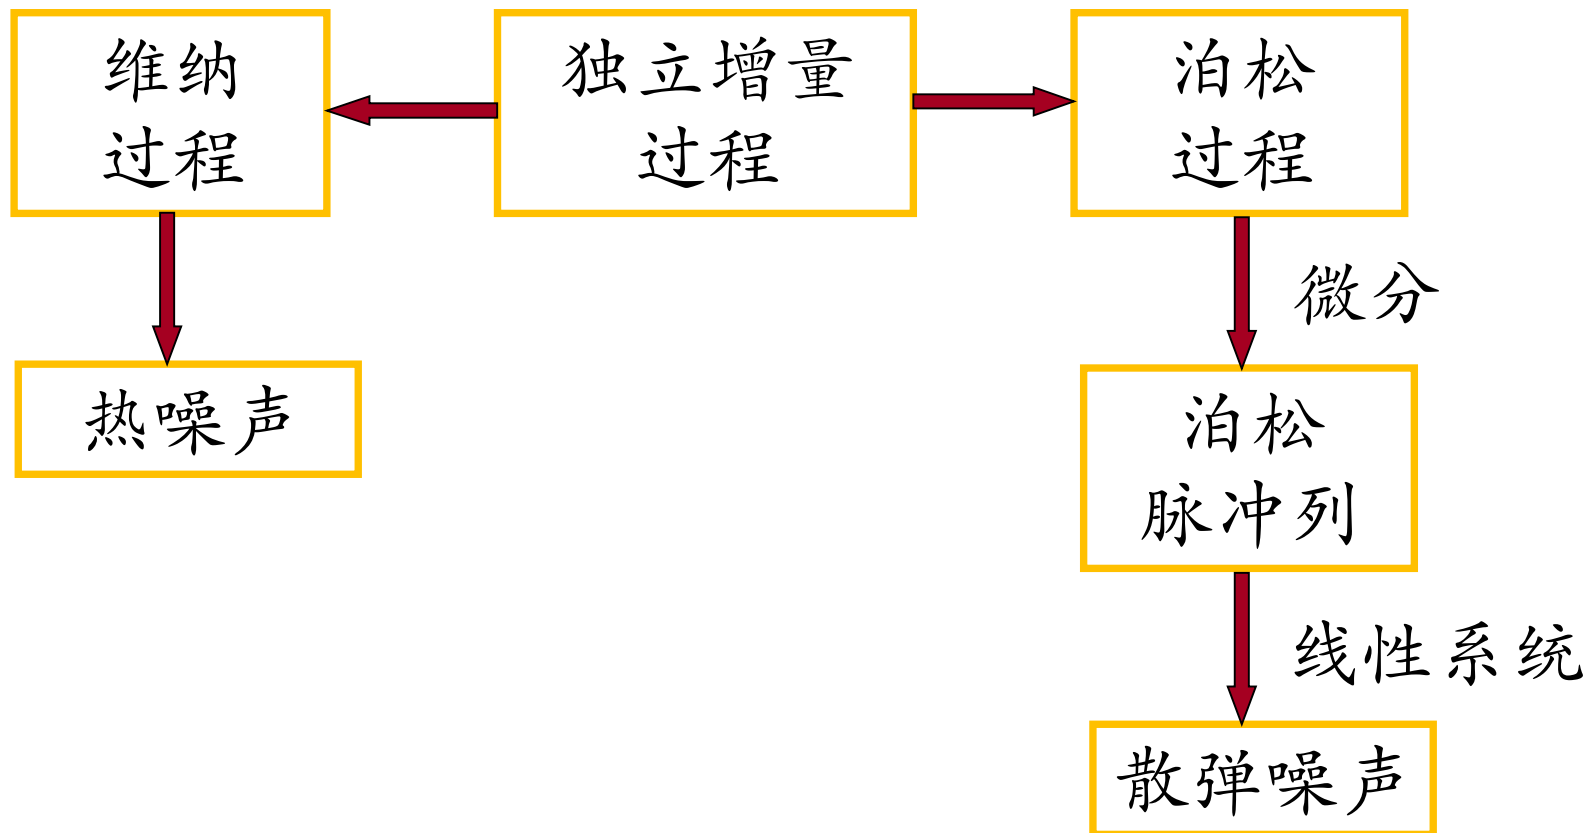 维纳
过程
独立增量
过程
泊松
过程
微分
热噪声
泊松
脉冲列
线性系统
散弹噪声